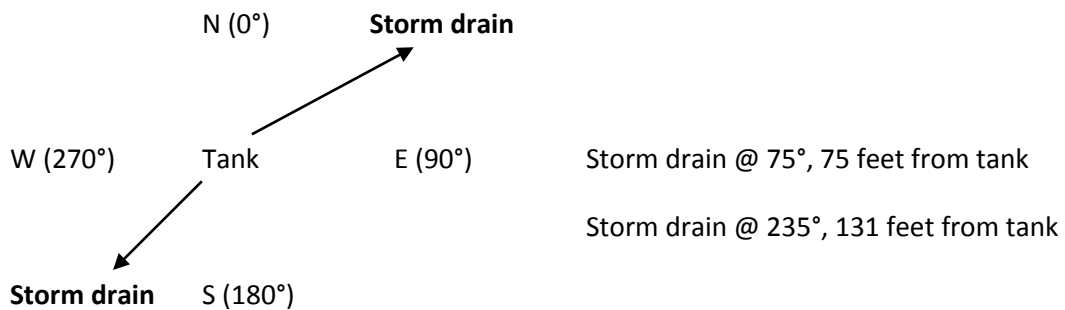 N (0°) Storm drain
W (270°) Tank E (90°) Storm drain @ 75°, 75 feet from tank
Storm drain @ 235°, 131 feet from tank
Storm drain S (180°)